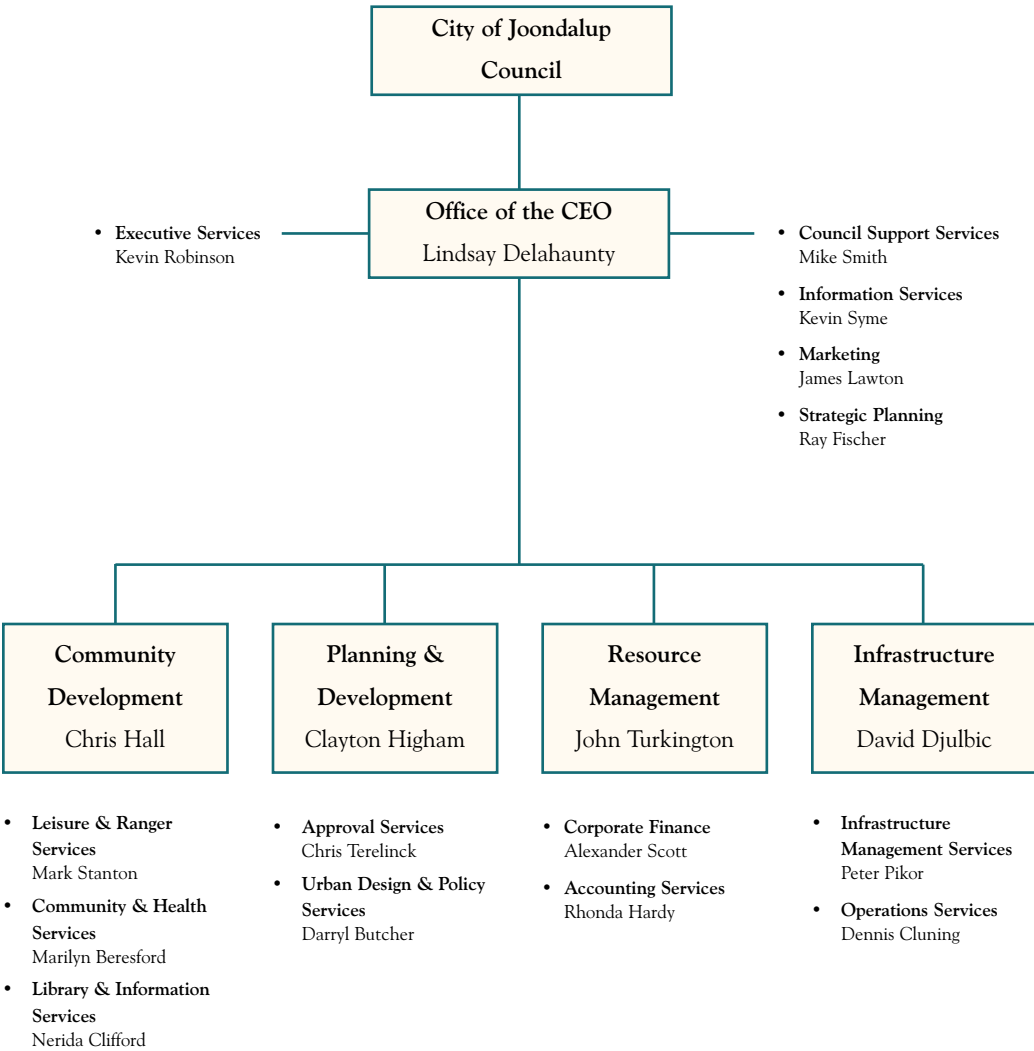 City of Joondalup
Council
Office of the CEO
Lindsay Delahaunty
• Executive Services
Kevin Robinson
• Council Support Services
Mike Smith
• Information Services
Kevin Syme
• Marketing
James Lawton
• Strategic Planning
Ray Fischer
Community
Development
Chris Hall
• Leisure & Ranger
Services
Mark Stanton
• Community & Health
Services
Marilyn Beresford
• Library & Information
Services
Nerida Clifford
Planning &
Development
Clayton Higham
• Approval Services
Chris Terelinck
• Urban Design & Policy
Services
Darryl Butcher
Resource
Management
John Turkington
• Corporate Finance
Alexander Scott
• Accounting Services
Rhonda Hardy
Infrastructure
Management
David Djulbic
• Infrastructure
Management Services
Peter Pikor
• Operations Services
Dennis Cluning